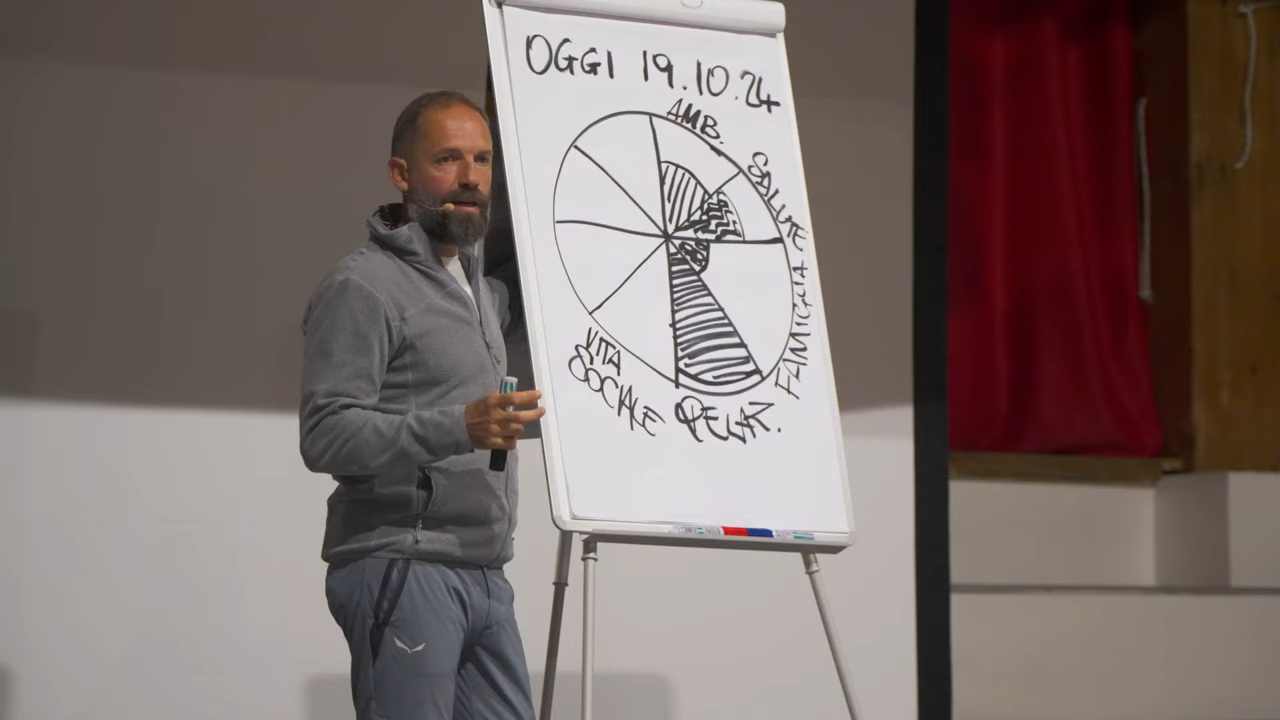 OGGI 19.10.24
AMB.
SALUTE
FAMIGLIA
RELAZ.
VITA
SOCIALE